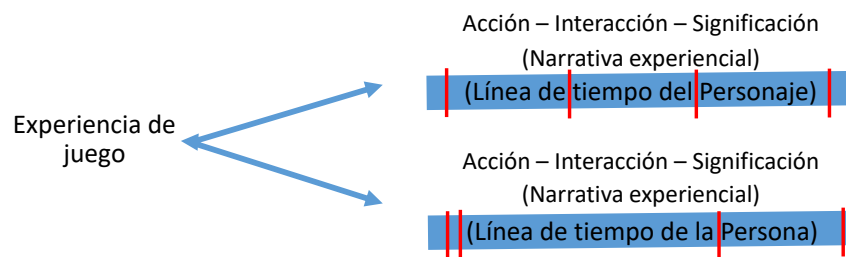 Acción – Interacción – Significación
(Narrativa experiencial)
(Línea de tiempo del Personaje)
Experiencia de
juego
Acción – Interacción – Significación
(Narrativa experiencial)
(Línea de tiempo de la Persona)